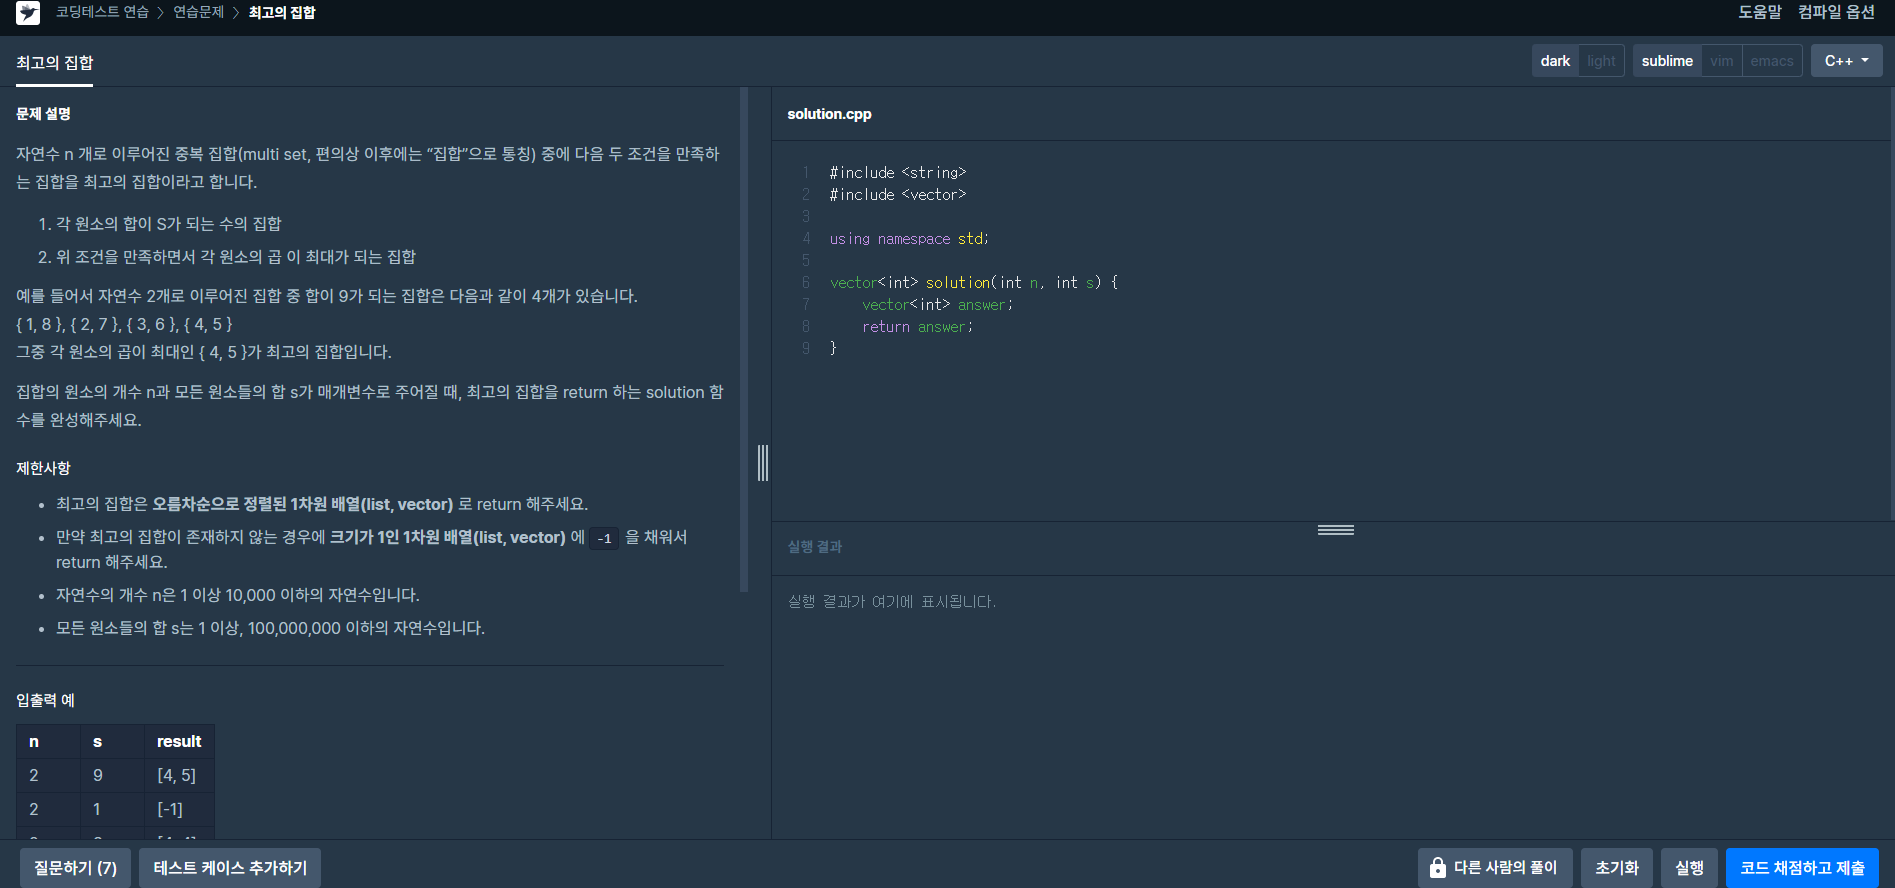 코딩테스트 연습 > 연습문제 > 최고의 집합
도움말 컴파일 옵션
최고의 집합
dark light sublime vim emacs C++
문제 설명
자연수 n 개로 이루어진 중복 집합(multi set, 편의상 이후에는 “집합”으로 통칭) 중에 다음 두 조건을 만족하
는 집합을 최고의 집합이라고 합니다.
1. 각 원소의 합이 S가 되는 수의 집합
2. 위 조건을 만족하면서 각 원소의 곱 이 최대가 되는 집합
예를 들어서 자연수 2개로 이루어진 집합 중 합이 9가 되는 집합은 다음과 같이 4개가 있습니다.
{ 1, 8 }, { 2, 7 }, { 3, 6 }, { 4, 5 }
그중 각 원소의 곱이 최대인 { 4, 5 }가 최고의 집합입니다.
집합의 원소의 개수 n과 모든 원소들의 합 s가 매개변수로 주어질 때, 최고의 집합을 return 하는 solution 함
수를 완성해주세요.
제한사항
• 최고의 집합은 오름차순으로 정렬된 1차원 배열(list, vector) 로 return 해주세요.
• 만약 최고의 집합이 존재하지 않는 경우에 크기가 1인 1차원 배열(list, vector) 에 -1 을 채워서
return 해주세요.
• 자연수의 개수 n은 1 이상 10,000 이하의 자연수입니다.
• 모든 원소들의 합 s는 1 이상, 100,000,000 이하의 자연수입니다.
입출력 예
n s result
2 9 [4, 5]
2 1 [-1]
solution.cpp
1 #include <string>
2 #include <vector>
3
4 using namespace std;
5
6 vector<int> solution(int n, int s) {
7 vector<int> answer;
8 return answer;
9 }
실행 결과
실행 결과가 여기에 표시됩니다.
질문하기 (7) 테스트 케이스 추가하기
다른 사람의 풀이 초기화 실행 코드 채점하고 제출